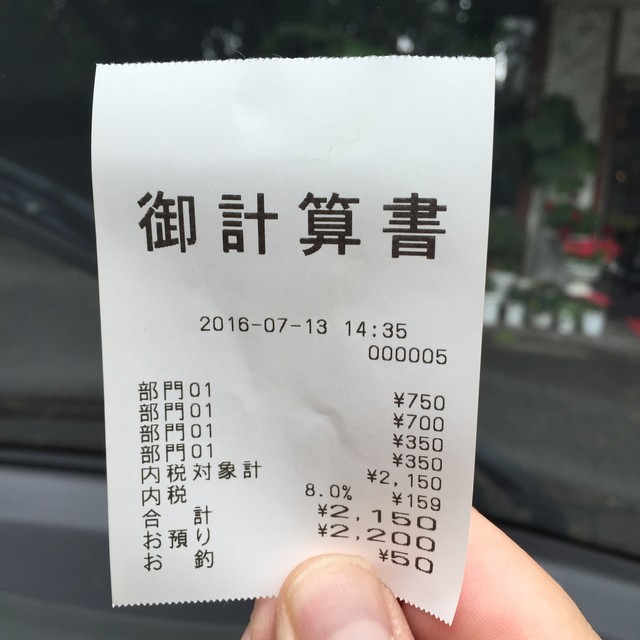 御計算書
2016-07-13 14:35
000005
部門01 ¥750
部門01 ¥700
部門01 ¥350
部門01 ¥350
内税対象計 ¥2,150
内税 8.0% ¥159
合 計 ¥2,150
お預り ¥2,200
お 釣 ¥50